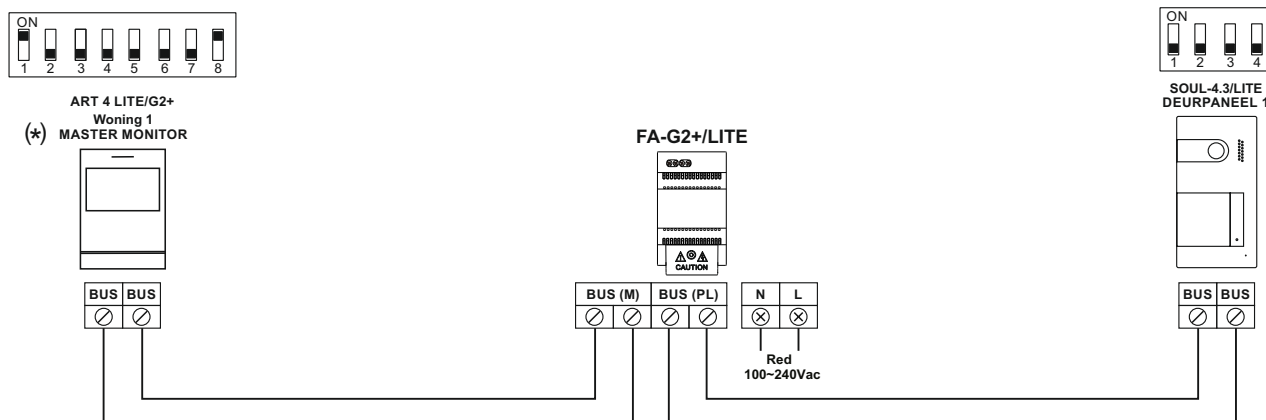 ON
1 2 3 4 5 6 7 8
ART 4 LITE/G2+
Woning 1
(*) MASTER MONITOR
BUS BUS
FA-G2+/LITE
CAUTION
BUS (M) BUS (PL) N L
Red
100~240Vac
ON
1 2 3 4
SOUL-4.3/LITE
DEURPANEEL 1
BUS BUS